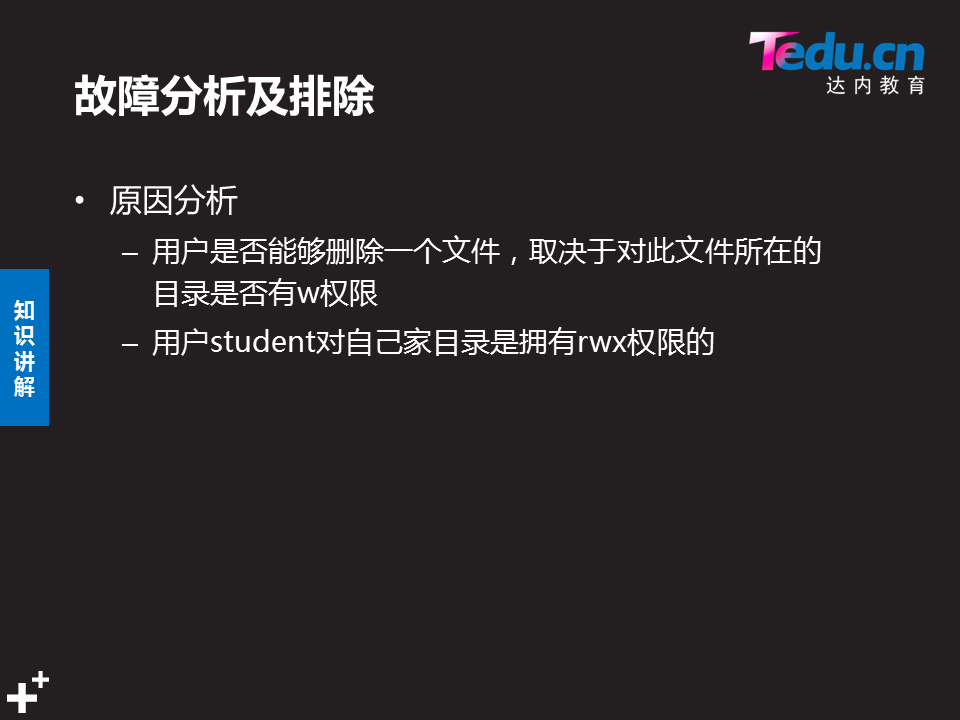 Tedu.cn
达内教育
故障分析及排除
• 原因分析
– 用户是否能够删除一个文件，取决于对此文件所在的
目录是否有w权限
– 用户student对自己家目录是拥有rwx权限的
知
识
讲
解